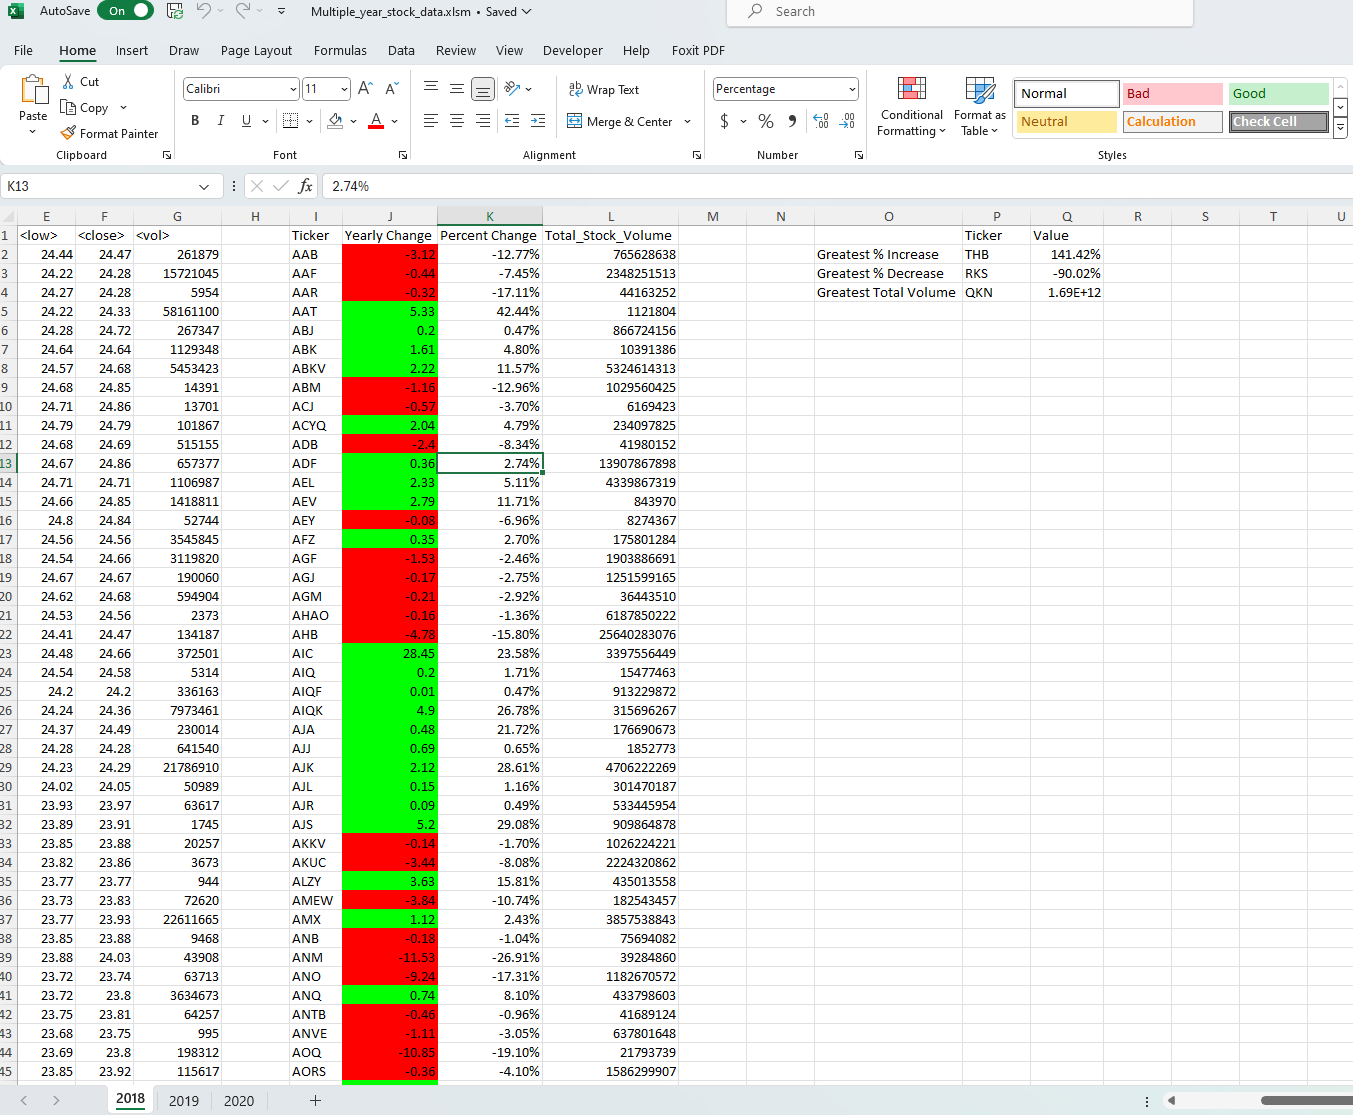 AutoSave On Multiple_year_stock_data.xlsm • Saved Search
File Home Insert Draw Page Layout Formulas Data Review View Developer Help Foxit PDF
Paste Cut Copy Format Painter Clipboard
Calibri 11 B I U A Font
Wrap Text Merge & Center Alignment
Percentage $ % Number
Conditional Formatting Format as Table
Normal Bad Good
Neutral Calculation Check Cell
Styles
K13 fx 2.74%
E F G H I J K L M N O P Q R S T U
1 <low> <close> <vol> Ticker Yearly Change Percent Change Total_Stock_Volume Ticker Value
2 24.44 24.47 261879 AAB -3.12 -12.77% 765628638 Greatest % Increase THB 141.42%
3 24.22 24.28 15721045 AAF -0.44 -7.45% 2348251513 Greatest % Decrease RKS -90.02%
4 24.27 24.28 5954 AAR -0.32 -17.11% 44163252 Greatest Total Volume QKN 1.69E+12
5 24.22 24.33 58161100 AAT 5.33 42.44% 1121804
6 24.28 24.72 267347 ABJ 0.2 0.47% 866724156
7 24.64 24.64 1129348 ABK 1.61 4.80% 10391386
8 24.57 24.68 5453423 ABKV 2.22 11.57% 5324614313
9 24.68 24.85 14391 ABM -1.16 -12.96% 1029560425
10 24.71 24.86 13701 ACJ -0.57 -3.70% 6169423
11 24.79 24.79 101867 ACYQ 2.04 4.79% 234097825
12 24.68 24.69 515155 ADB -2.4 -8.34% 41980152
13 24.67 24.86 657377 ADF 0.36 2.74% 13907867898
14 24.71 24.71 1106987 AEL 2.33 5.11% 4339867319
15 24.66 24.85 1418811 AEV 2.79 11.71% 843970
16 24.8 24.84 52744 AEY -0.08 -6.96% 8274367
17 24.56 24.56 3545845 AFZ 0.35 2.70% 175801284
18 24.54 24.66 3119820 AGF -1.53 -2.46% 1903886691
19 24.67 24.67 190060 AGJ -0.17 -2.75% 1251599165
20 24.62 24.68 594904 AGM -0.21 -2.92% 36443510
21 24.53 24.56 2373 AHAO -0.16 -1.36% 6187850222
22 24.41 24.47 134187 AHB -4.78 -15.80% 25640283076
23 24.48 24.66 372501 AIC 28.45 23.58% 3397556449
24 24.54 24.58 5314 AIQ 0.2 1.71% 15477463
25 24.2 24.2 336163 AIQF 0.01 0.47% 913229872
26 24.24 24.36 7973461 AIQK 4.9 26.78% 315696267
27 24.37 24.49 230014 AJA 0.48 21.72% 176690673
28 24.28 24.28 641540 AJJ 0.69 0.65% 1852773
29 24.23 24.29 21786910 AJK 2.12 28.61% 4706222269
30 24.02 24.05 50989 AJL 0.15 1.16% 301470187
31 23.93 23.97 63617 AJR 0.09 0.49% 533445954
32 23.89 23.91 1745 AJS 5.2 29.08% 909864878
33 23.85 23.88 20257 AKKV -0.14 -1.70% 1026224221
34 23.82 23.86 3673 AKUC -3.44 -8.08% 2224320862
35 23.77 23.77 944 ALZY 3.63 15.81% 435013558
36 23.73 23.83 72620 AMEW -3.84 -10.74% 182543457
37 23.77 23.93 22611665 AMX 1.12 2.43% 3857538843
38 23.85 23.88 9468 ANB -0.18 -1.04% 75694082
39 23.88 24.03 43908 ANM -11.53 -26.91% 39284860
40 23.72 23.74 63713 ANO -9.24 -17.31% 1182670572
41 23.72 23.8 3634673 ANQ 0.74 8.10% 433798603
42 23.75 23.81 64257 ANTB -0.46 -0.96% 41689124
43 23.68 23.75 995 ANVE -1.11 -3.05% 637801648
44 23.69 23.8 198312 AOQ -10.85 -19.10% 21793739
45 23.85 23.92 115617 AORS -0.36 -4.10% 1586299907
2018 2019 2020